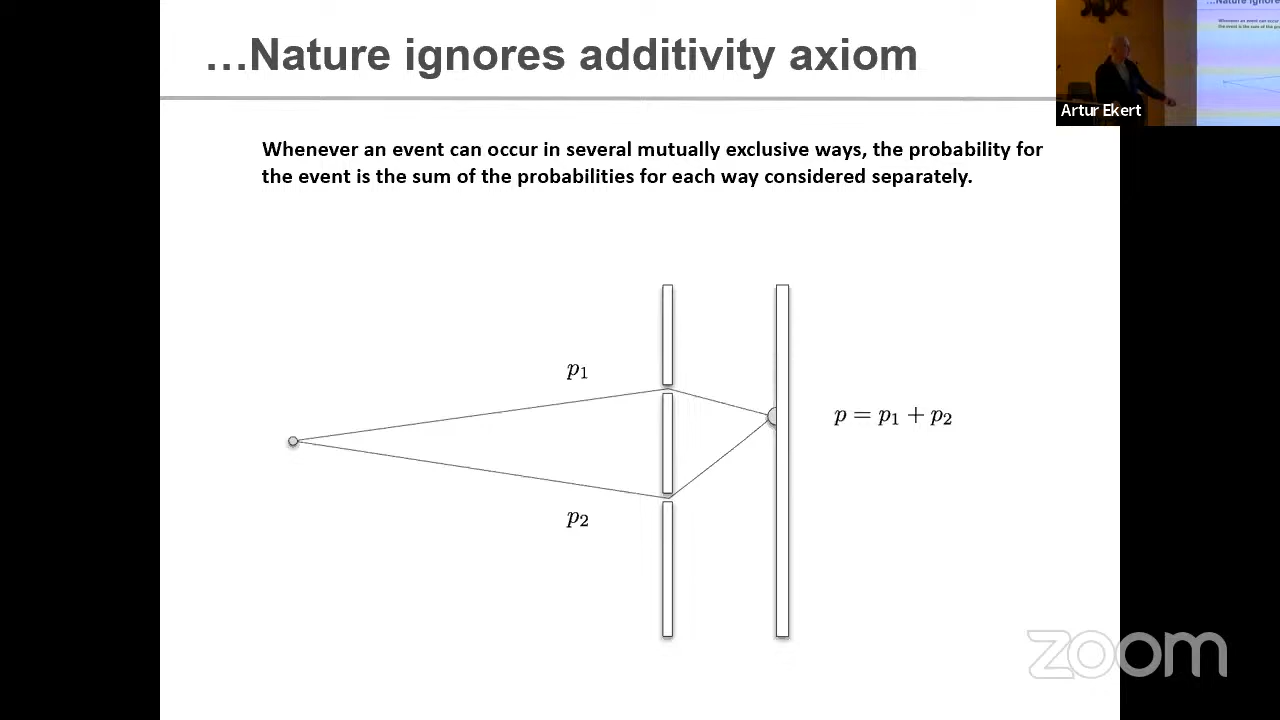 …Nature ignores additivity axiom
Artur Ekert
Whenever an event can occur in several mutually exclusive ways, the probability for
the event is the sum of the probabilities for each way considered separately.
p₁
p = p₁ + p₂
p₂
zoom